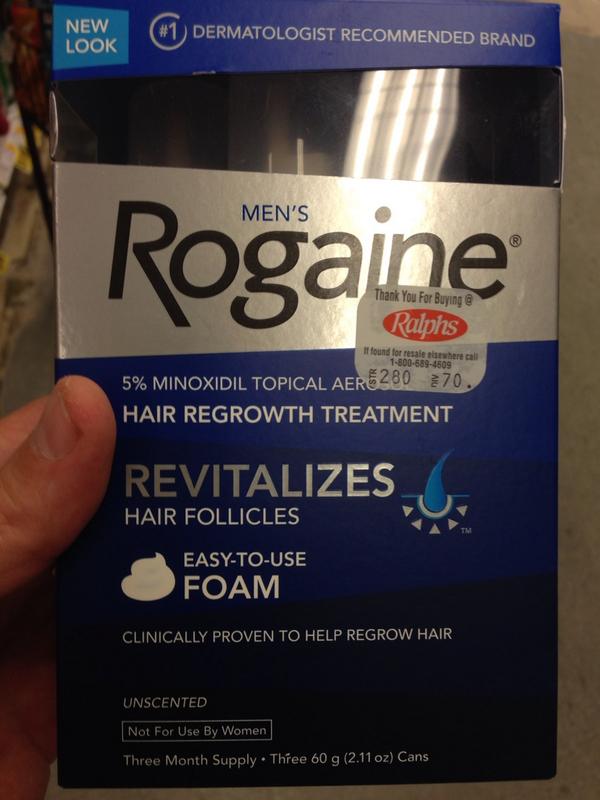 NEW
LOOK
#1 DERMATOLOGIST RECOMMENDED BRAND
MEN'S
Rogaine®
Thank You For Buying @
Ralphs
If found for resale elsewhere call
1-800-689-4609
STR 280 DIV 70.
5% MINOXIDIL TOPICAL
HAIR REGROWTH TREATMENT
REVITALIZES
HAIR FOLLICLES
TM
EASY-TO-USE
FOAM
CLINICALLY PROVEN TO HELP REGROW HAIR
UNSCENTED
Not For Use By Women
Three Month Supply • Three 60 g (2.11 oz) Cans